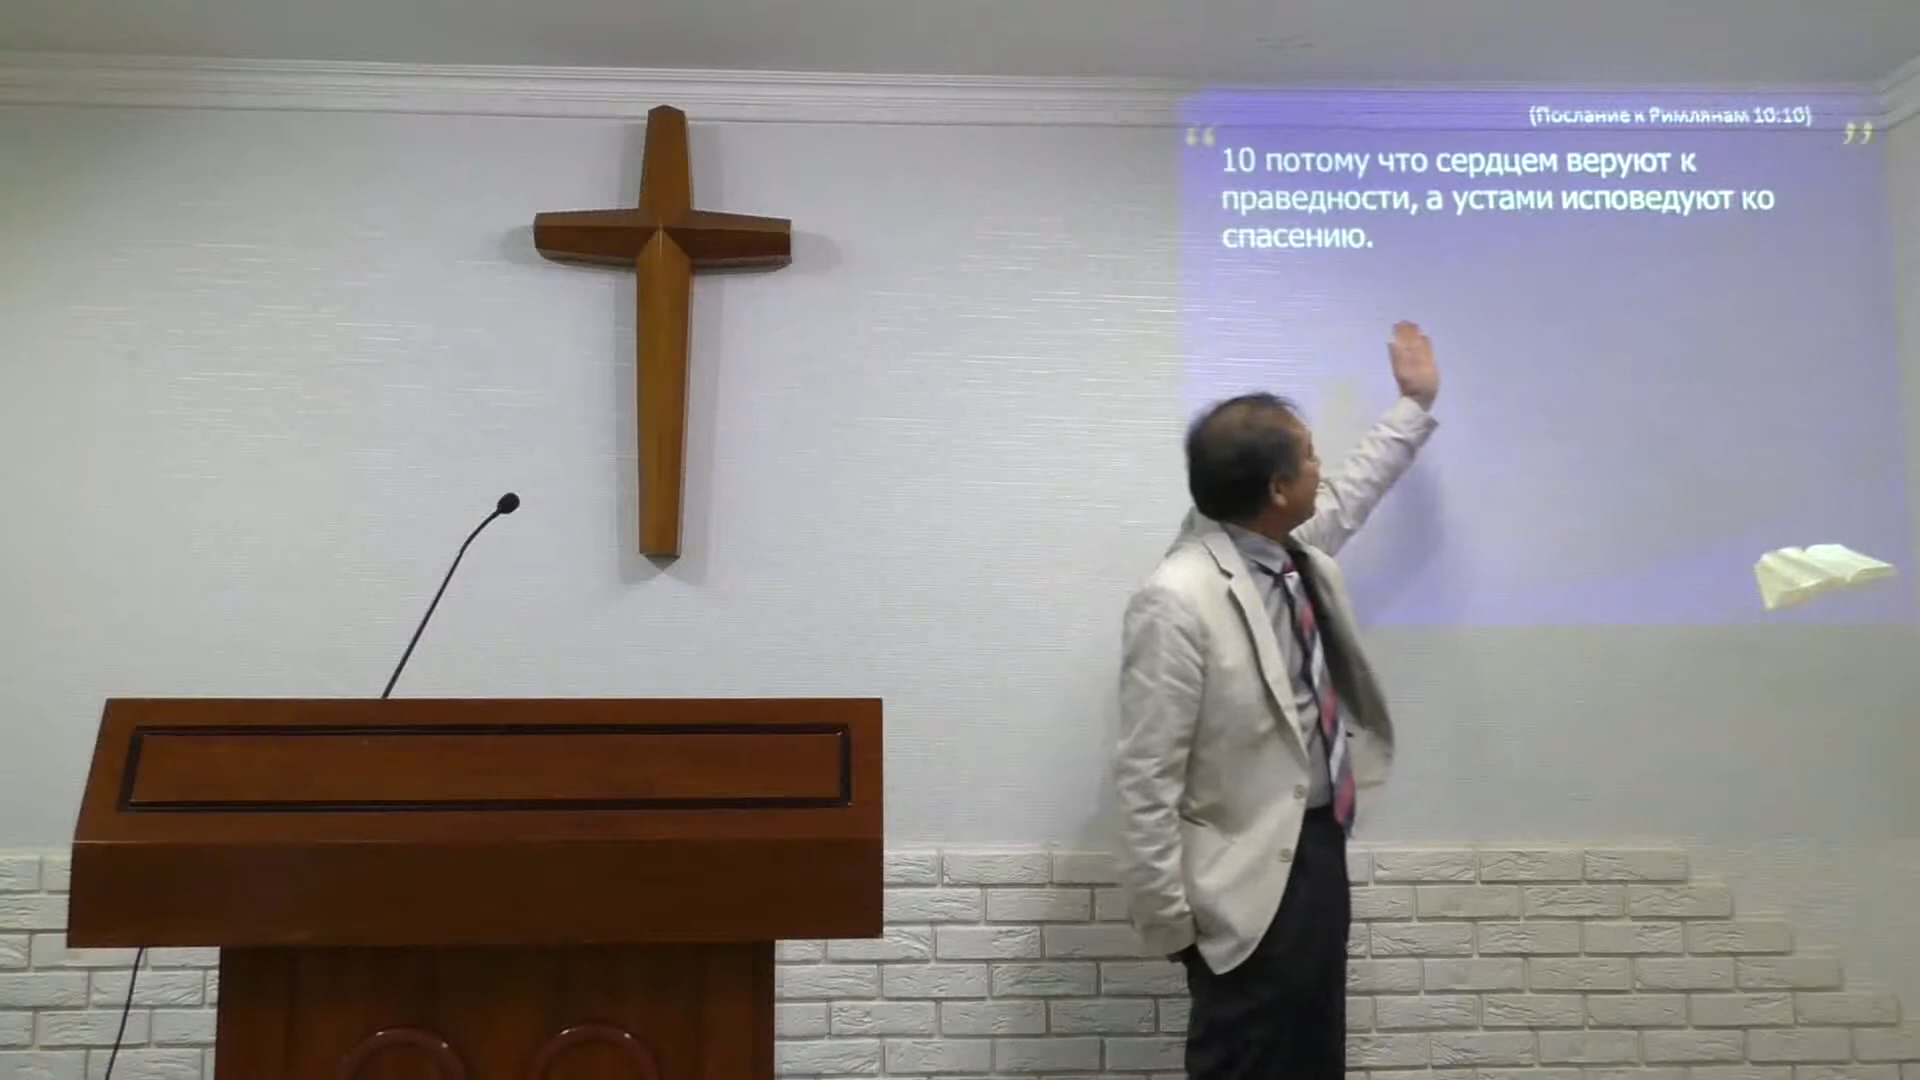 (Послание к Римлянам 10:10)
“ ”
10 потому что сердцем веруют к
праведности, а устами исповедуют ко
спасению.